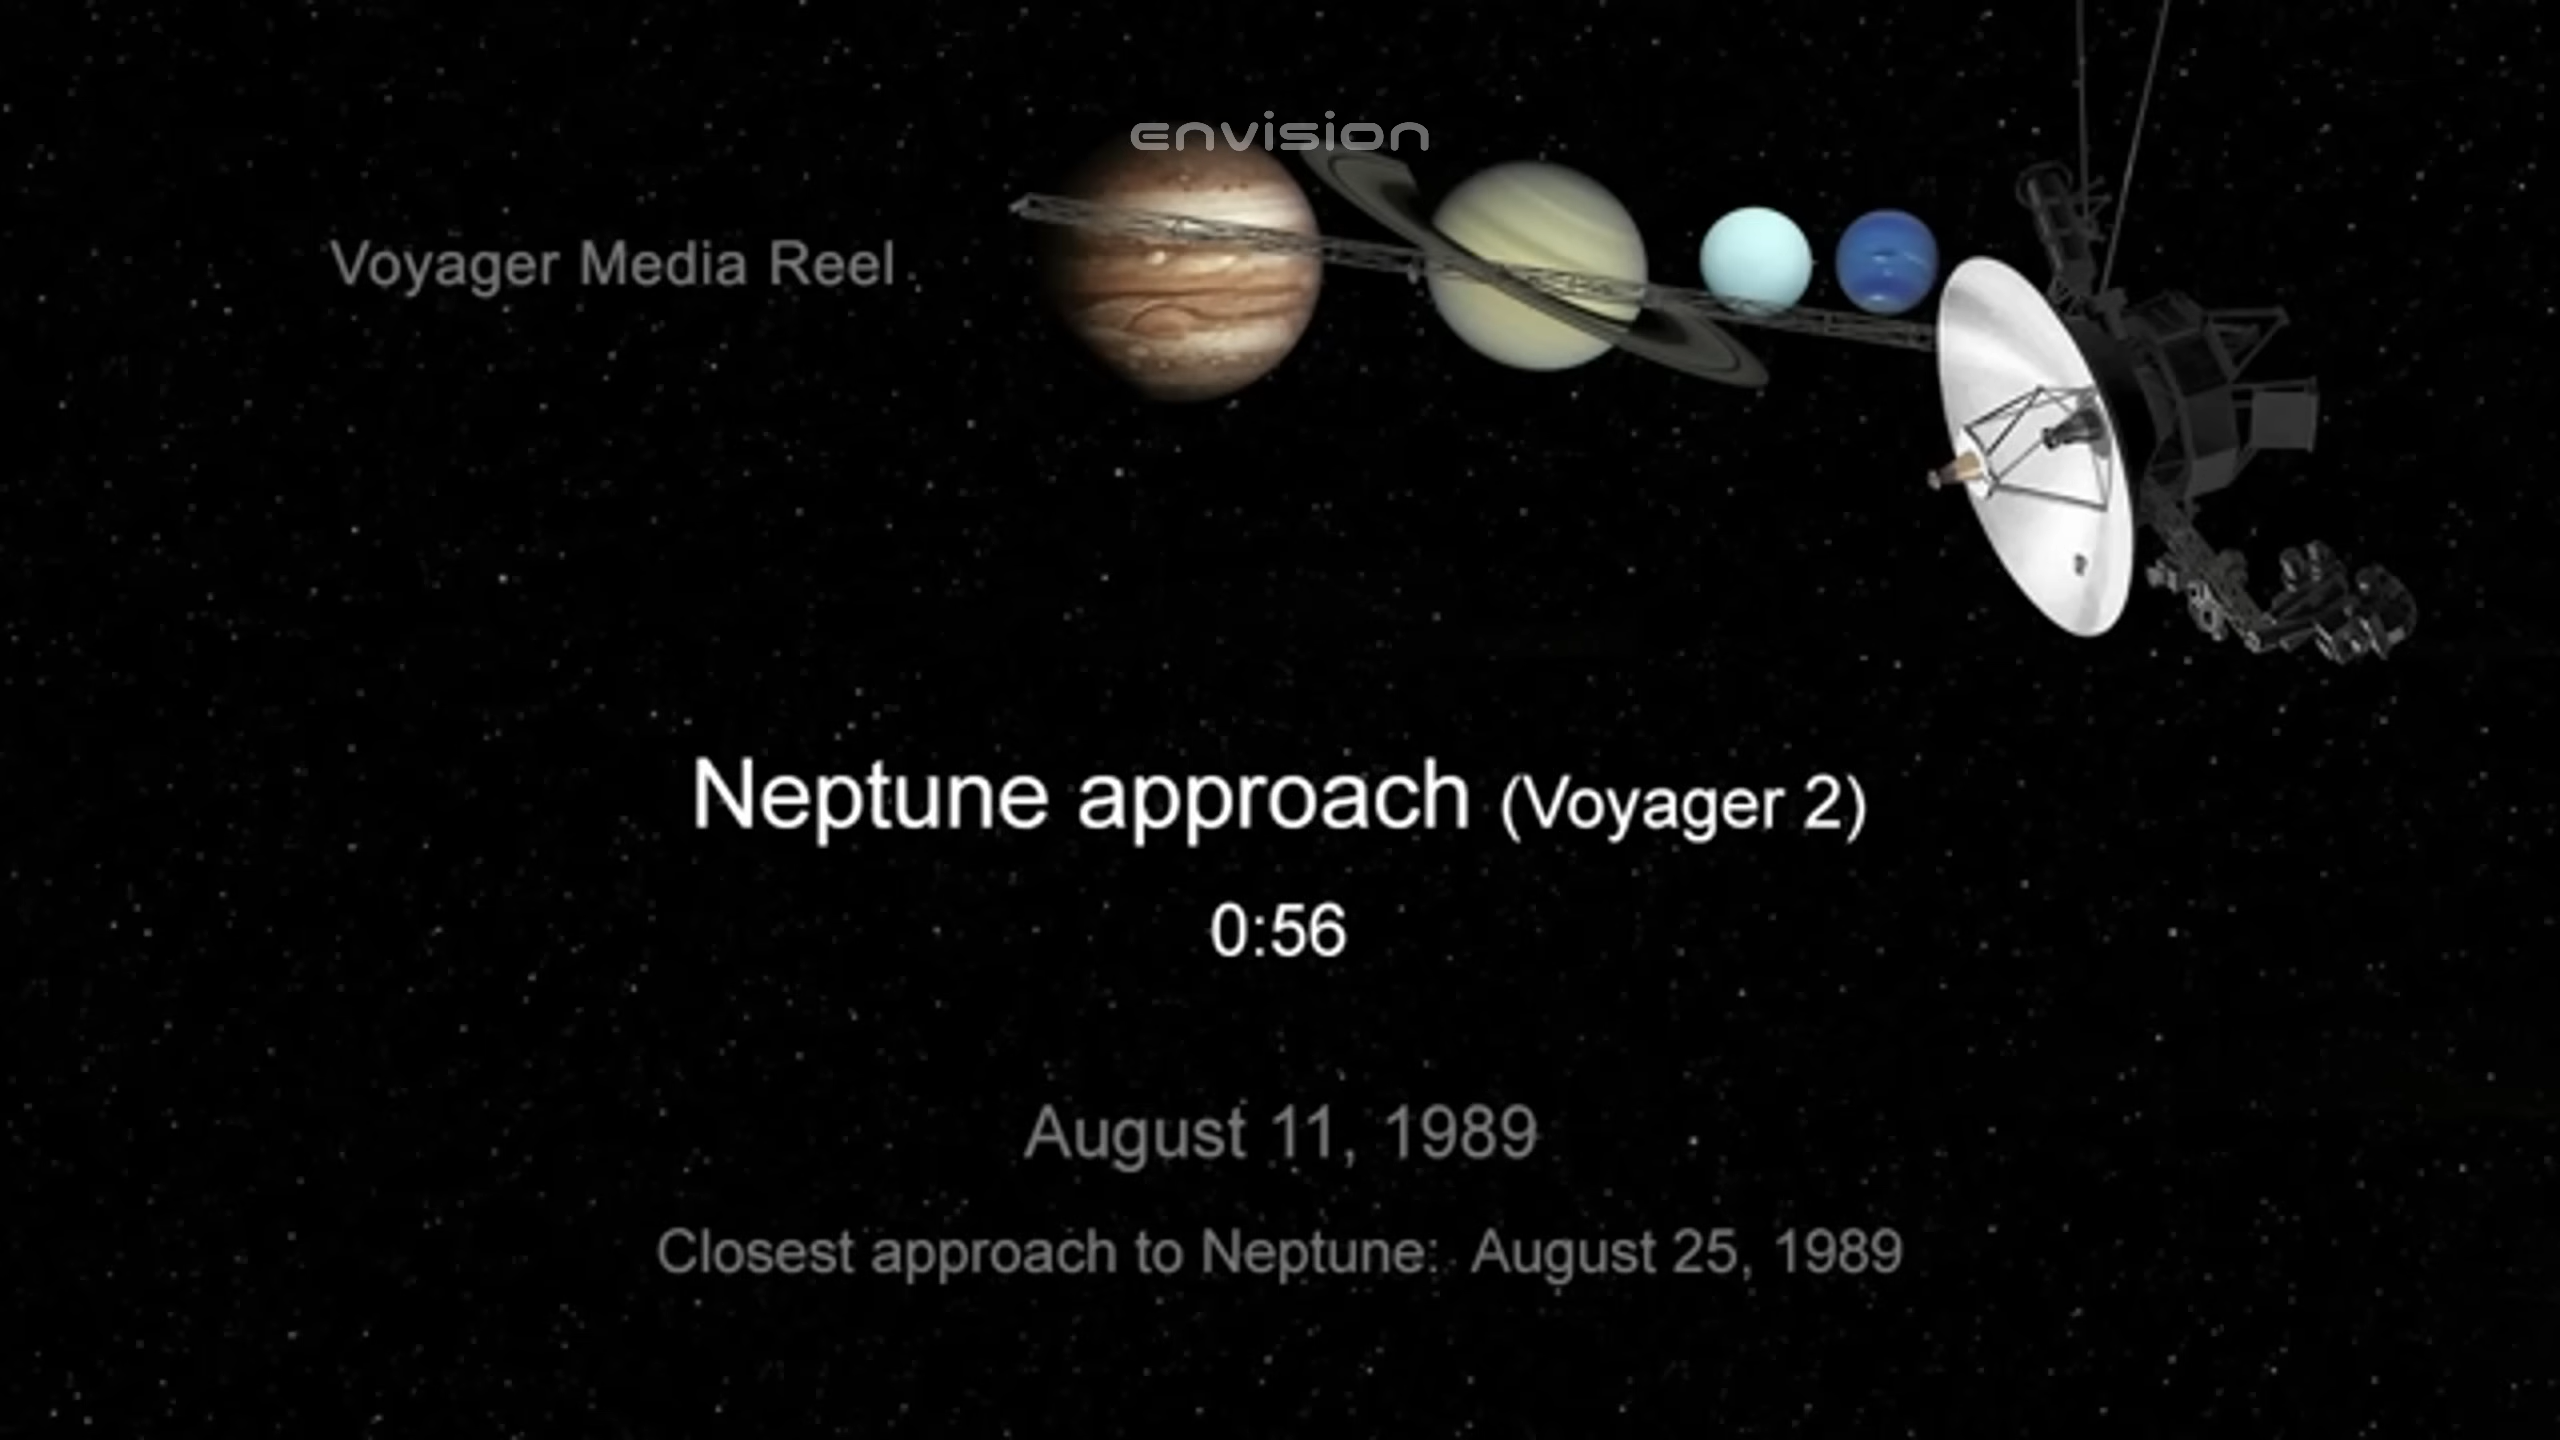 envision
Voyager Media Reel
Neptune approach (Voyager 2)
0:56
August 11, 1989
Closest approach to Neptune: August 25, 1989